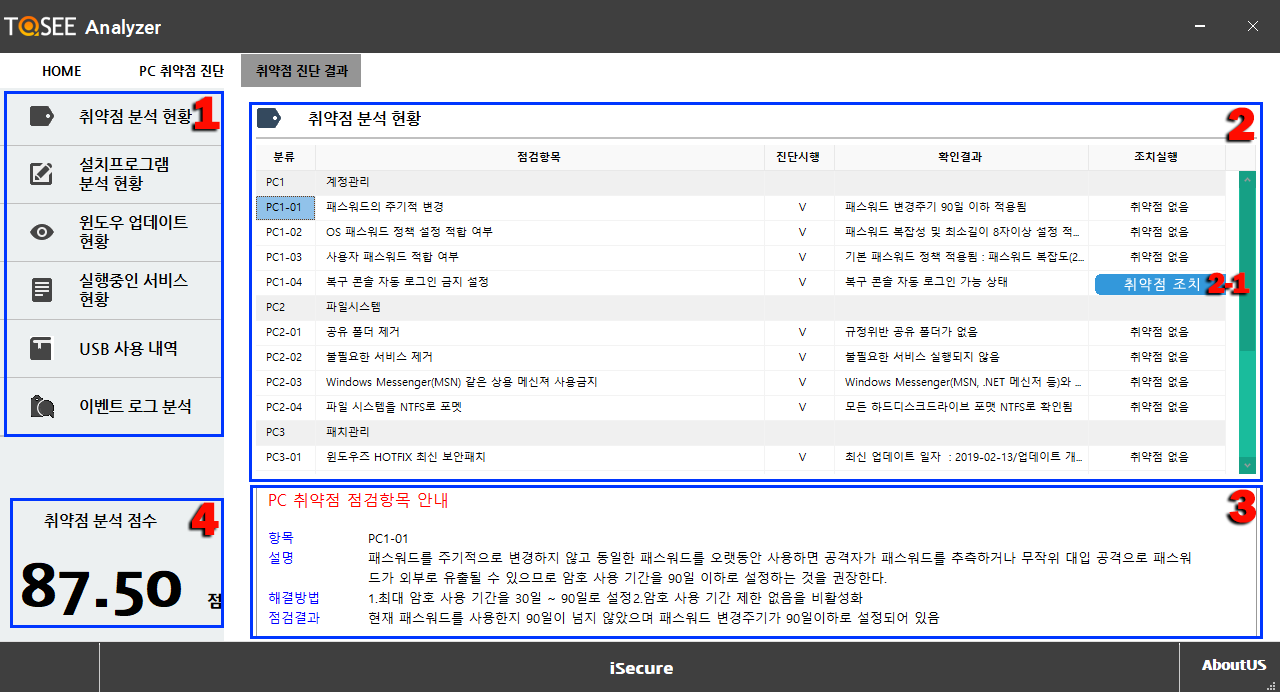 TOSEE Analyzer
HOME PC 취약점 진단 취약점 진단 결과
취약점 분석 현황 1
설치프로그램
분석 현황
윈도우 업데이트
현황
실행중인 서비스
현황
USB 사용 내역
이벤트 로그 분석
취약점 분석 점수 4
87.50 점
취약점 분석 현황 2
분류 점검항목 진단시행 확인결과 조치실행
PC1 계정관리
PC1-01 패스워드의 주기적 변경 V 패스워드 변경주기 90일 이하 적용됨 취약점 없음
PC1-02 OS 패스워드 정책 설정 적합 여부 V 패스워드 복잡성 및 최소길이 8자이상 설정 적... 취약점 없음
PC1-03 사용자 패스워드 적합 여부 V 기본 패스워드 정책 적용됨 : 패스워드 복잡도(2... 취약점 없음
PC1-04 복구 콘솔 자동 로그인 금지 설정 V 복구 콘솔 자동 로그인 가능 상태 취약점 조치 2-1
PC2 파일시스템
PC2-01 공유 폴더 제거 V 규정위반 공유 폴더가 없음 취약점 없음
PC2-02 불필요한 서비스 제거 V 불필요한 서비스 실행되지 않음 취약점 없음
PC2-03 Windows Messenger(MSN) 같은 상용 메신져 사용금지 V Windows Messenger(MSN, .NET 메신저 등)와 ... 취약점 없음
PC2-04 파일 시스템을 NTFS로 포멧 V 모든 하드디스크드라이브 포맷 NTFS로 확인됨 취약점 없음
PC3 패치관리
PC3-01 윈도우즈 HOTFIX 최신 보안패치 V 최신 업데이트 일자 : 2019-02-13/업데이트 개... 취약점 없음
PC 취약점 점검항목 안내 3
항목 PC1-01
설명 패스워드를 주기적으로 변경하지 않고 동일한 패스워드를 오랫동안 사용하면 공격자가 패스워드를 추측하거나 무작위 대입 공격으로 패스워
드가 외부로 유출될 수 있으므로 암호 사용 기간을 90일 이하로 설정하는 것을 권장한다.
해결방법 1.최대 암호 사용 기간을 30일 ~ 90일로 설정2.암호 사용 기간 제한 없음을 비활성화
점검결과 현재 패스워드를 사용한지 90일이 넘지 않았으며 패스워드 변경주기가 90일이하로 설정되어 있음
iSecure AboutUS